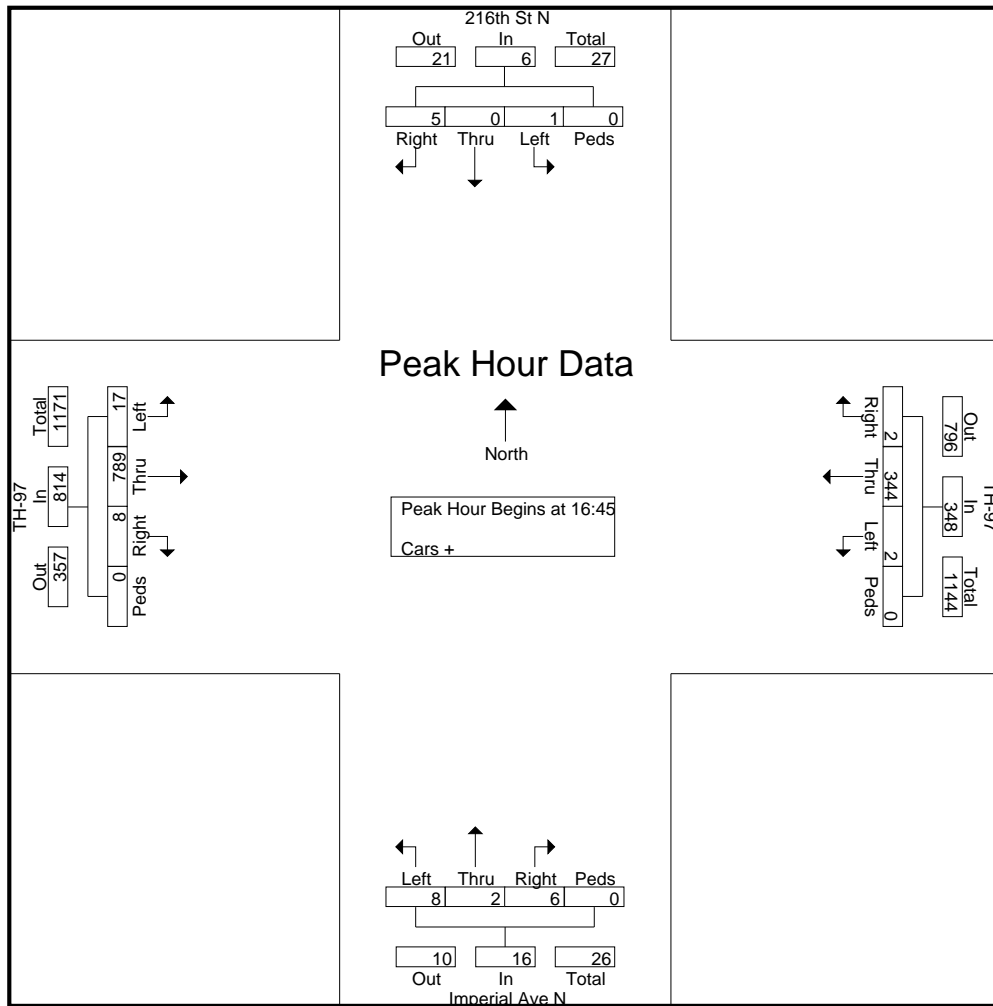 216th St N
Out In Total
21 6 27
5 0 1 0
Right Thru Left Peds
Peak Hour Data
North
Peak Hour Begins at 16:45
Cars +
TH-97
Total In Out
1171 814 357
17 789 8 0
Left Thru Right Peds
Right Thru Left Peds
2 344 2 0
Out In Total
796 348 1144
TH-97
Left Thru Right Peds
8 2 6 0
10 16 26
Out In Total
Imperial Ave N